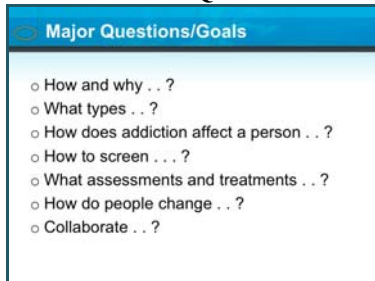 Major Questions/Goals
○ How and why . . ?
○ What types . . ?
○ How does addiction affect a person . . ?
○ How to screen . . . ?
○ What assessments and treatments . . ?
○ How do people change . . ?
○ Collaborate . . ?